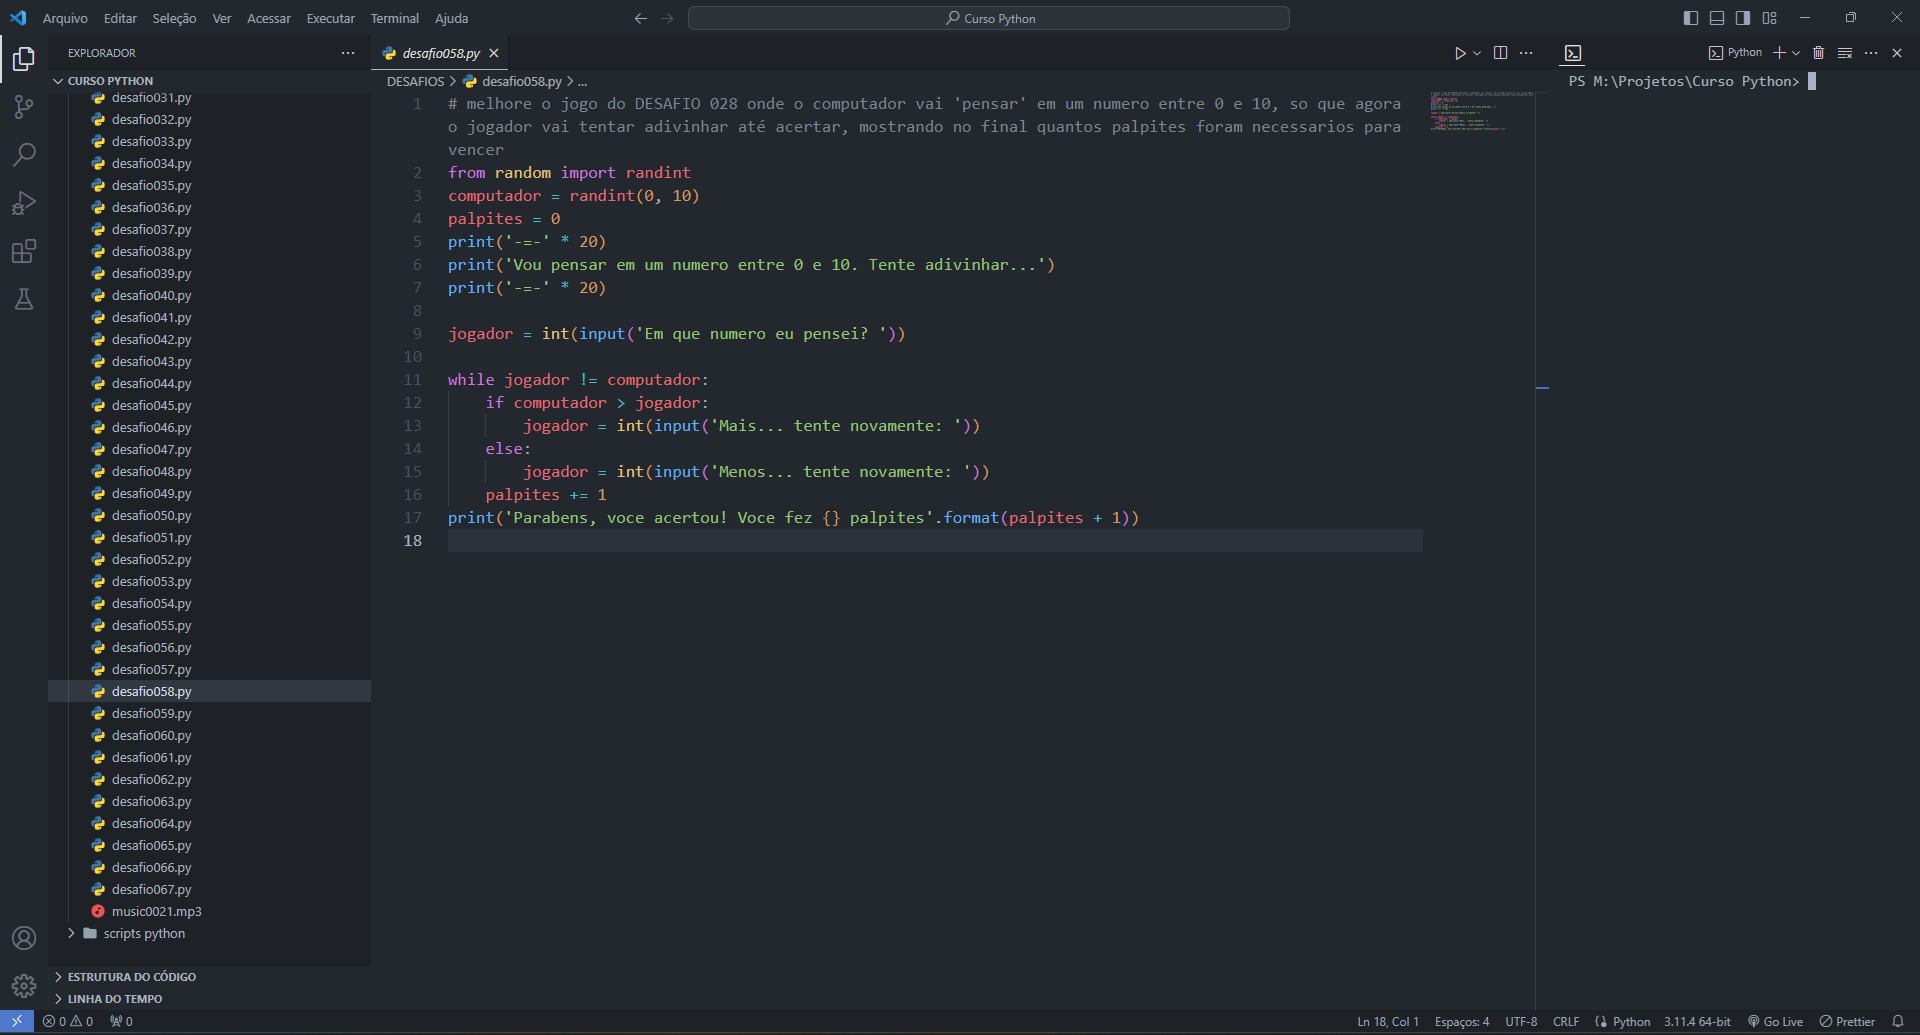 Arquivo Editar Seleção Ver Acessar Executar Terminal Ajuda
Curso Python
EXPLORADOR
CURSO PYTHON
desafio031.py
desafio032.py
desafio033.py
desafio034.py
desafio035.py
desafio036.py
desafio037.py
desafio038.py
desafio039.py
desafio040.py
desafio041.py
desafio042.py
desafio043.py
desafio044.py
desafio045.py
desafio046.py
desafio047.py
desafio048.py
desafio049.py
desafio050.py
desafio051.py
desafio052.py
desafio053.py
desafio054.py
desafio055.py
desafio056.py
desafio057.py
desafio058.py
desafio059.py
desafio060.py
desafio061.py
desafio062.py
desafio063.py
desafio064.py
desafio065.py
desafio066.py
desafio067.py
music0021.mp3
scripts python
ESTRUTURA DO CÓDIGO
LINHA DO TEMPO
desafio058.py
DESAFIOS > desafio058.py > ...
1 # melhore o jogo do DESAFIO 028 onde o computador vai 'pensar' em um numero entre 0 e 10, so que agora
o jogador vai tentar adivinhar até acertar, mostrando no final quantos palpites foram necessarios para
vencer
2 from random import randint
3 computador = randint(0, 10)
4 palpites = 0
5 print('-=-' * 20)
6 print('Vou pensar em um numero entre 0 e 10. Tente adivinhar...')
7 print('-=-' * 20)
8
9 jogador = int(input('Em que numero eu pensei? '))
10
11 while jogador != computador:
12 if computador > jogador:
13 jogador = int(input('Mais... tente novamente: '))
14 else:
15 jogador = int(input('Menos... tente novamente: '))
16 palpites += 1
17 print('Parabens, voce acertou! Voce fez {} palpites'.format(palpites + 1))
18
Python
PS M:\Projetos\Curso Python>
0 0 0
Ln 18, Col 1 Espaços: 4 UTF-8 CRLF Python 3.11.4 64-bit Go Live Prettier